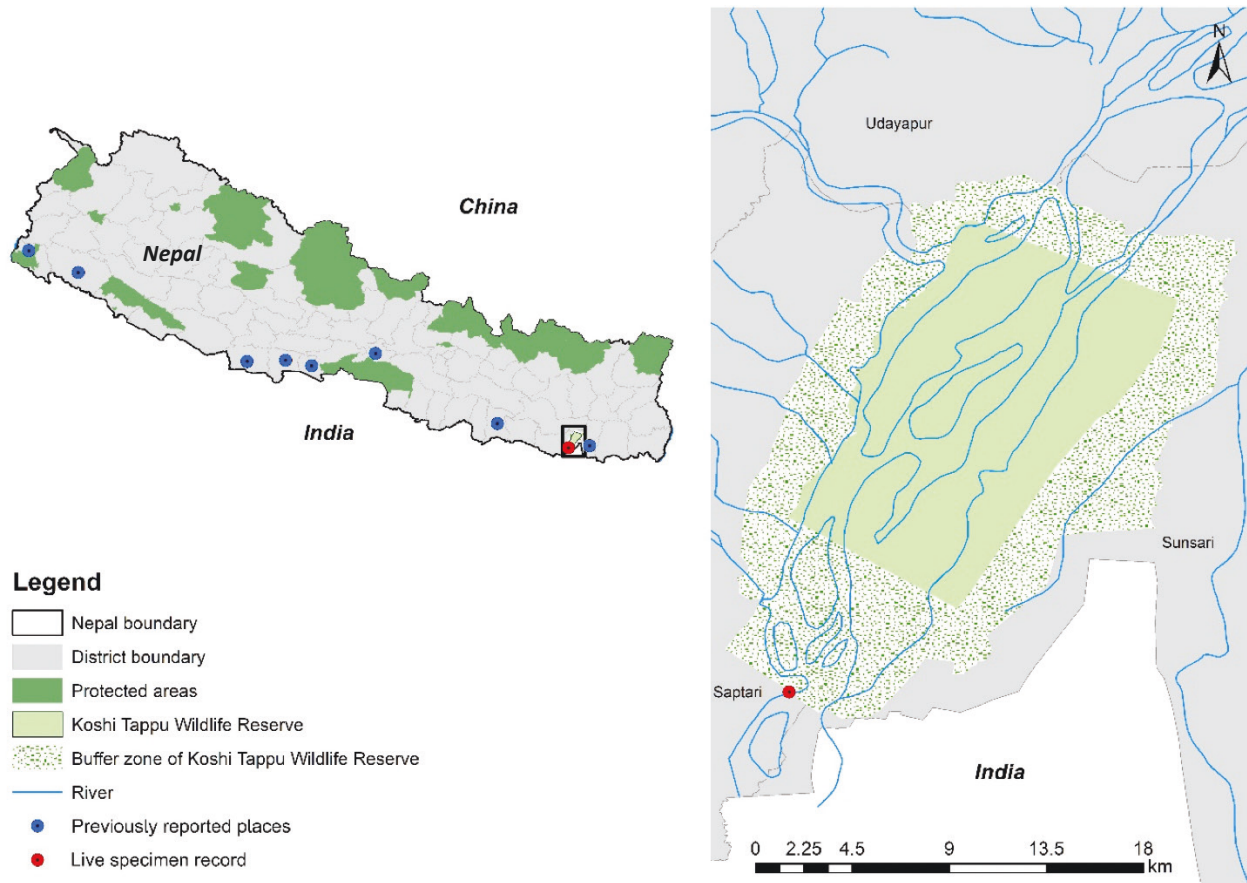 China
Nepal
India
Legend
Nepal boundary
District boundary
Protected areas
Koshi Tappu Wildlife Reserve
Buffer zone of Koshi Tappu Wildlife Reserve
River
Previously reported places
Live specimen record
N
Udayapur
Sunsari
Saptari
India
0 2.25 4.5 9 13.5 18
km